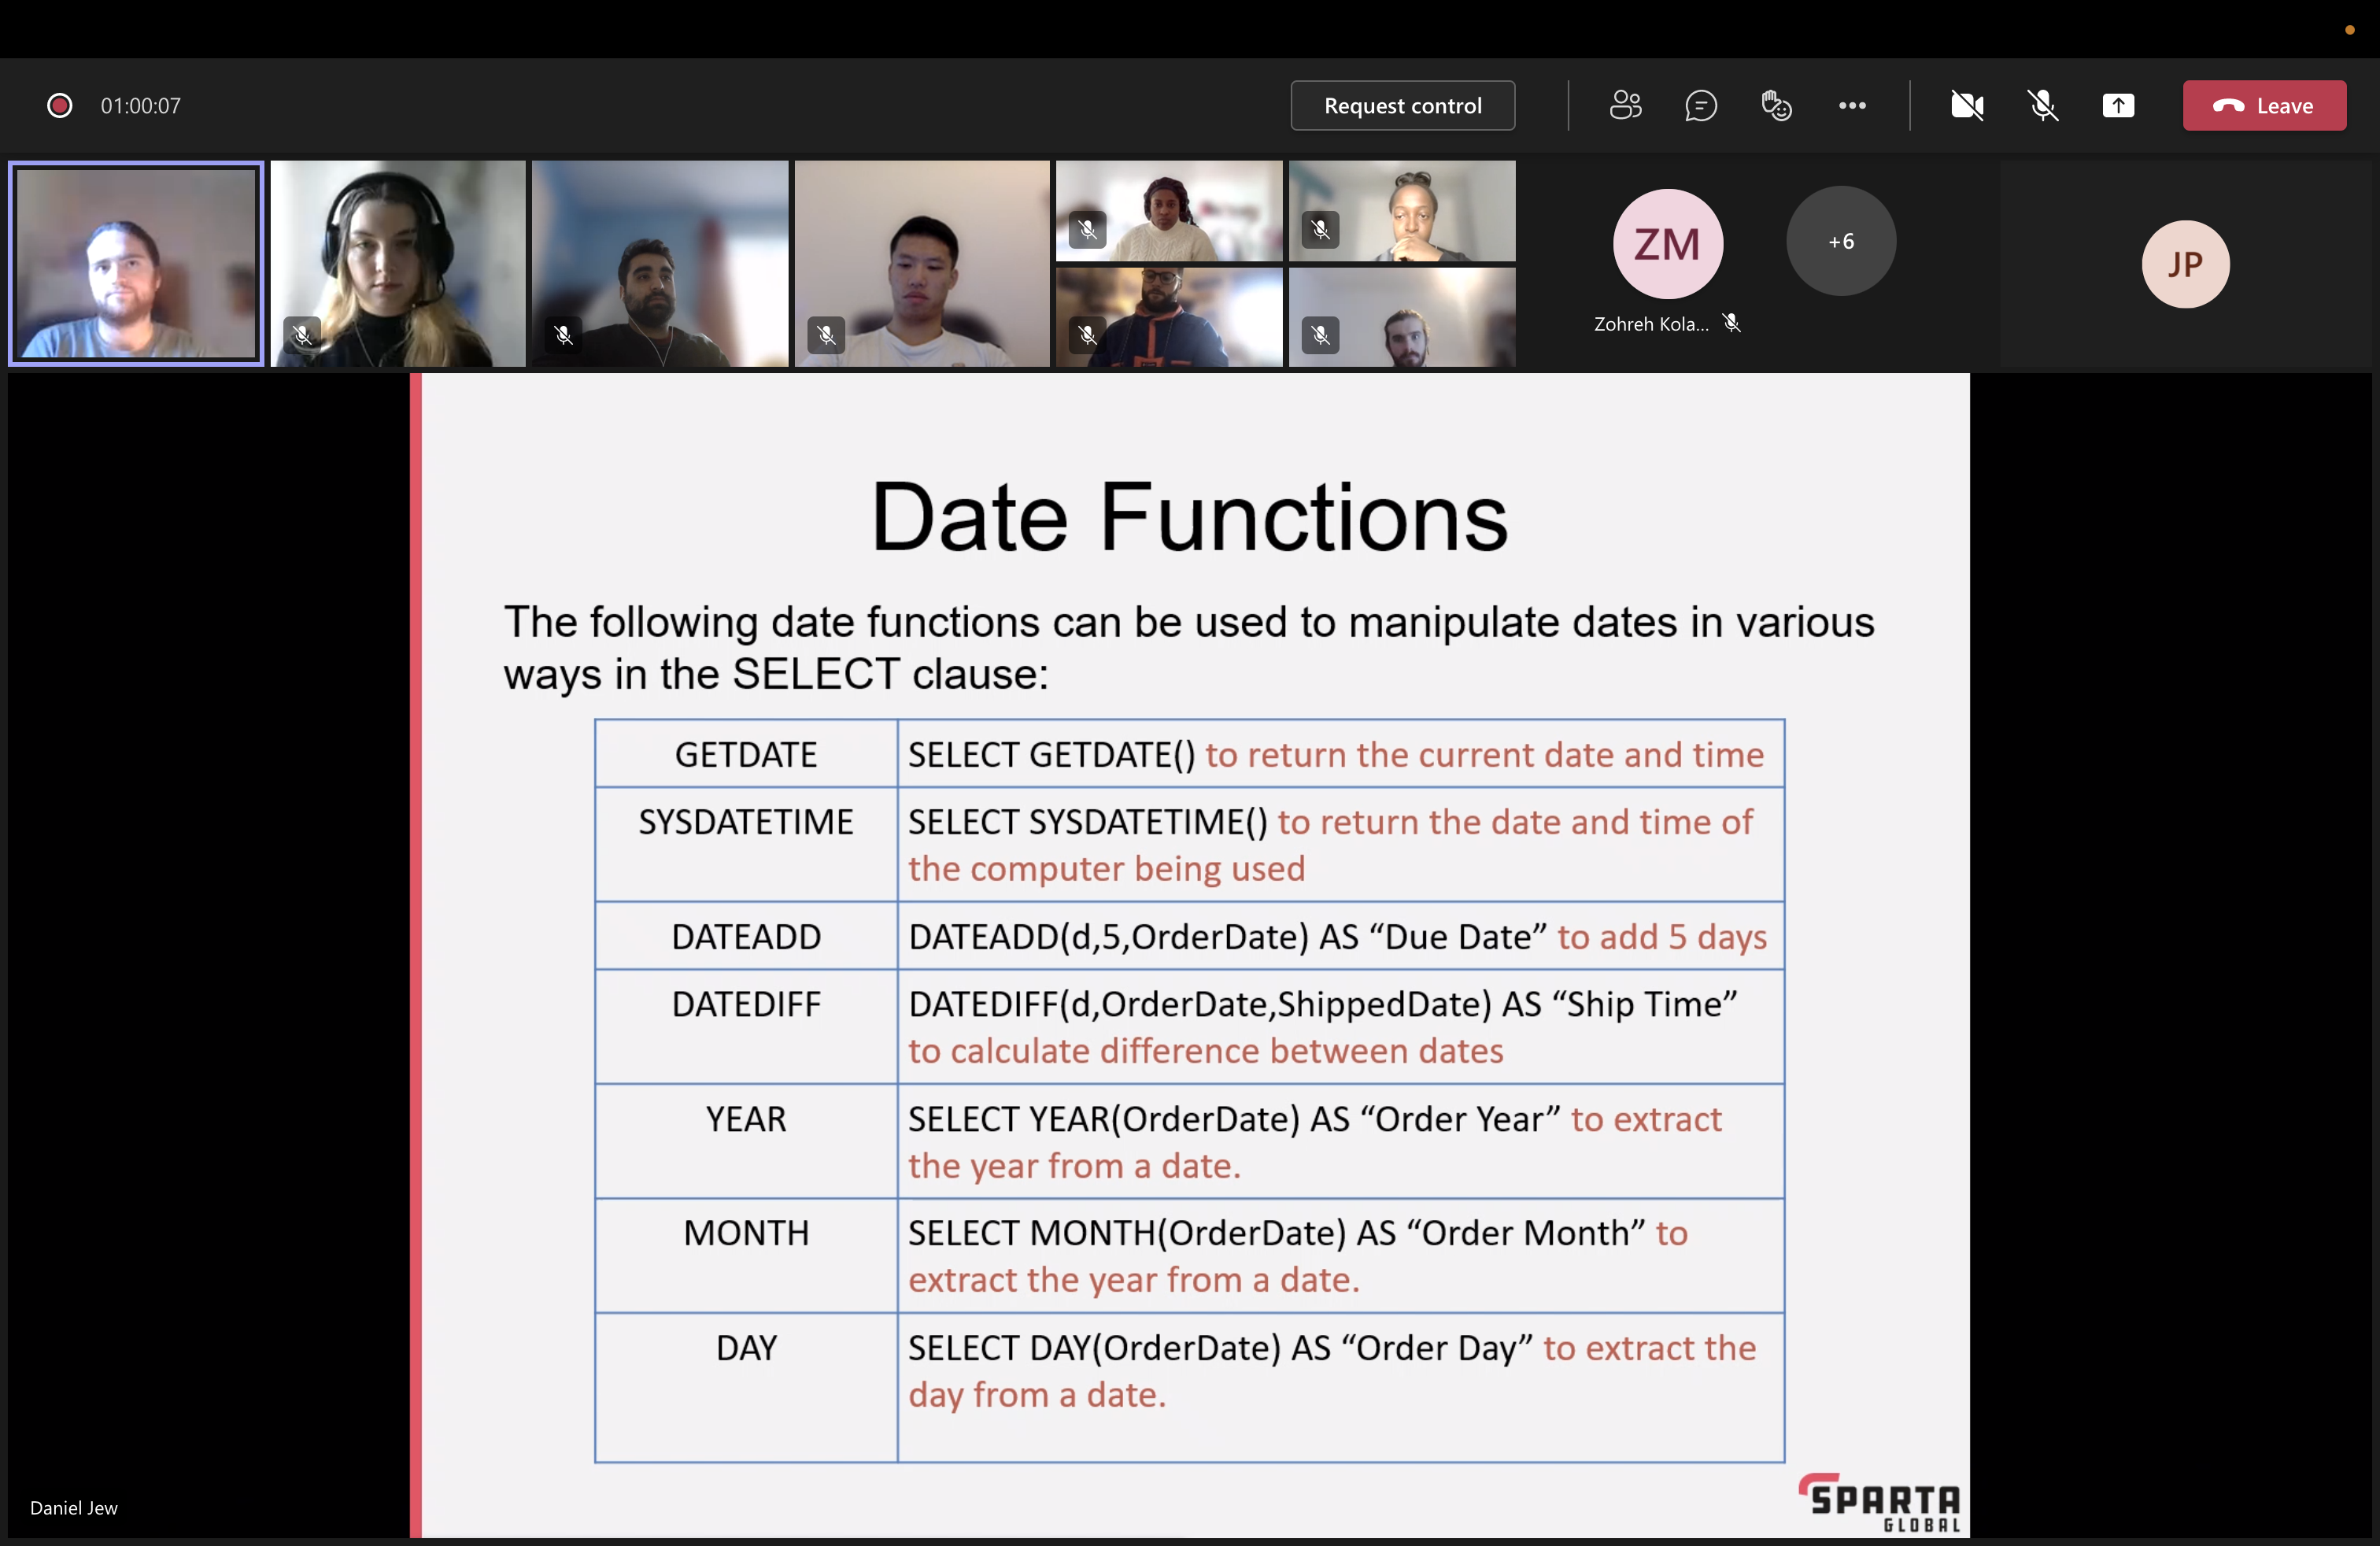 01:00:07
Request control
Leave
ZM
+6
JP
Zohreh Kola...
Date Functions
The following date functions can be used to manipulate dates in various
ways in the SELECT clause:
GETDATE
SELECT GETDATE() to return the current date and time
SYSDATETIME
SELECT SYSDATETIME() to return the date and time of
the computer being used
DATEADD
DATEADD(d,5,OrderDate) AS “Due Date” to add 5 days
DATEDIFF
DATEDIFF(d,OrderDate,ShippedDate) AS “Ship Time”
to calculate difference between dates
YEAR
SELECT YEAR(OrderDate) AS “Order Year” to extract
the year from a date.
MONTH
SELECT MONTH(OrderDate) AS “Order Month” to
extract the year from a date.
DAY
SELECT DAY(OrderDate) AS “Order Day” to extract the
day from a date.
Daniel Jew
SPARTA
GLOBAL